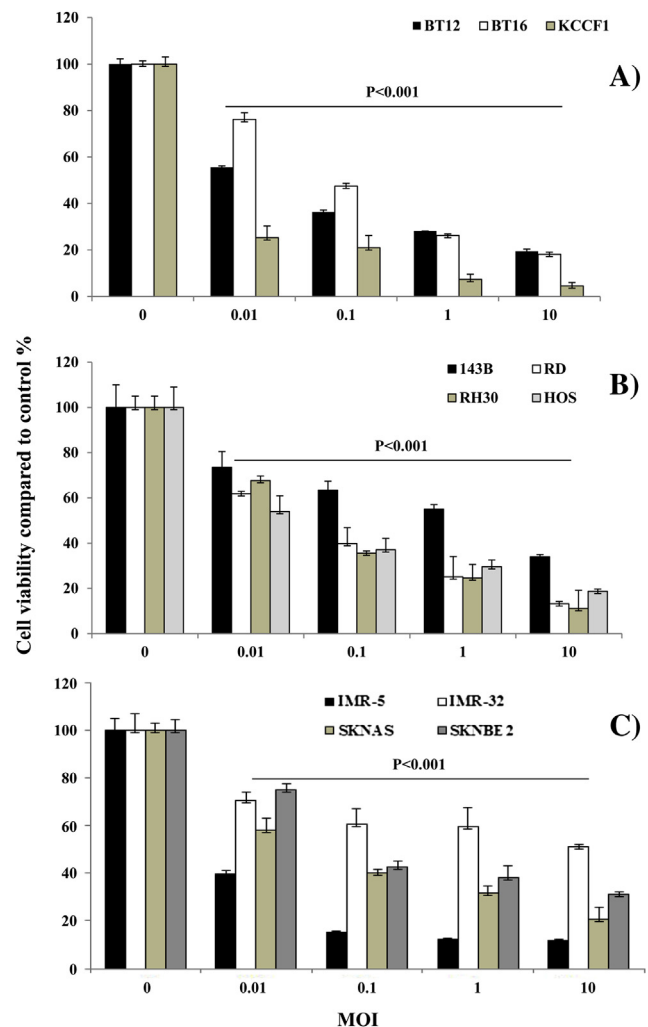 120
BT12 BT16 KCCF1
100
A)
P<0.001
80
60
40
20
0
0 0.01 0.1 1 10
Cell viability compared to control %
120
143B RD
RH30 HOS
B)
100
P<0.001
80
60
40
20
0
0 0.01 0.1 1 10
120
IMR-5 IMR-32
SKNAS SKNBE2
C)
100
P<0.001
80
60
40
20
0
0 0.01 0.1 1 10
MOI